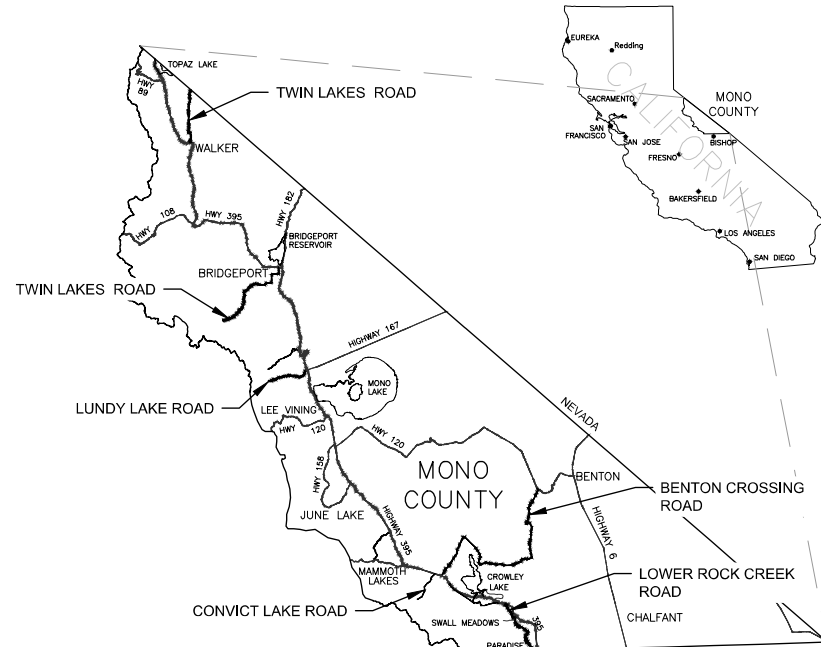 EUREKA
Redding
CALIFORNIA
MONO
COUNTY
SACRAMENTO
SAN
FRANCISCO
SAN JOSE
BISHOP
FRESNO
BAKERSFIELD
LOS ANGELES
SAN DIEGO
TOPAZ LAKE
HWY
89
TWIN LAKES ROAD
WALKER
HWY 182
108
HWY
HWY 395
BRIDGEPORT
RESERVOIR
BRIDGEPORT
TWIN LAKES ROAD
HIGHWAY 167
MONO
LAKE
LUNDY LAKE ROAD
LEE VINING
NEVADA
HWY 120
HWY 120
MONO
COUNTY
HWY 158
BENTON
BENTON CROSSING
ROAD
JUNE LAKE
HIGHWAY 395
HIGHWAY 6
MAMMOTH
LAKES
CROWLEY
LAKE
LOWER ROCK CREEK
ROAD
CONVICT LAKE ROAD
SWALL MEADOWS
395
CHALFANT
PARADISE